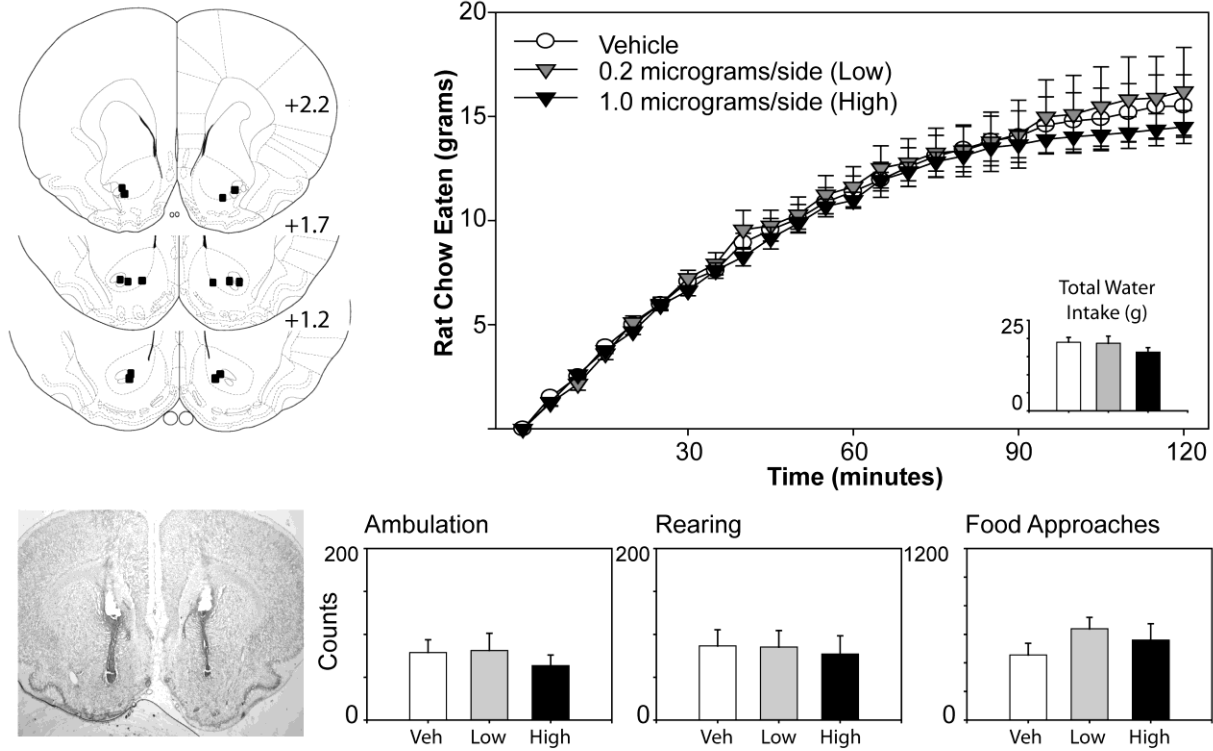 +2.2
+1.7
+1.2
Rat Chow Eaten (grams)
20
15
10
5
Vehicle
0.2 micrograms/side (Low)
1.0 micrograms/side (High)
Total Water
Intake (g)
25
0
30
60
90
120
Time (minutes)
Ambulation
Counts
200
0
Veh
Low
High
Rearing
200
0
Veh
Low
High
Food Approaches
1200
0
Veh
Low
High